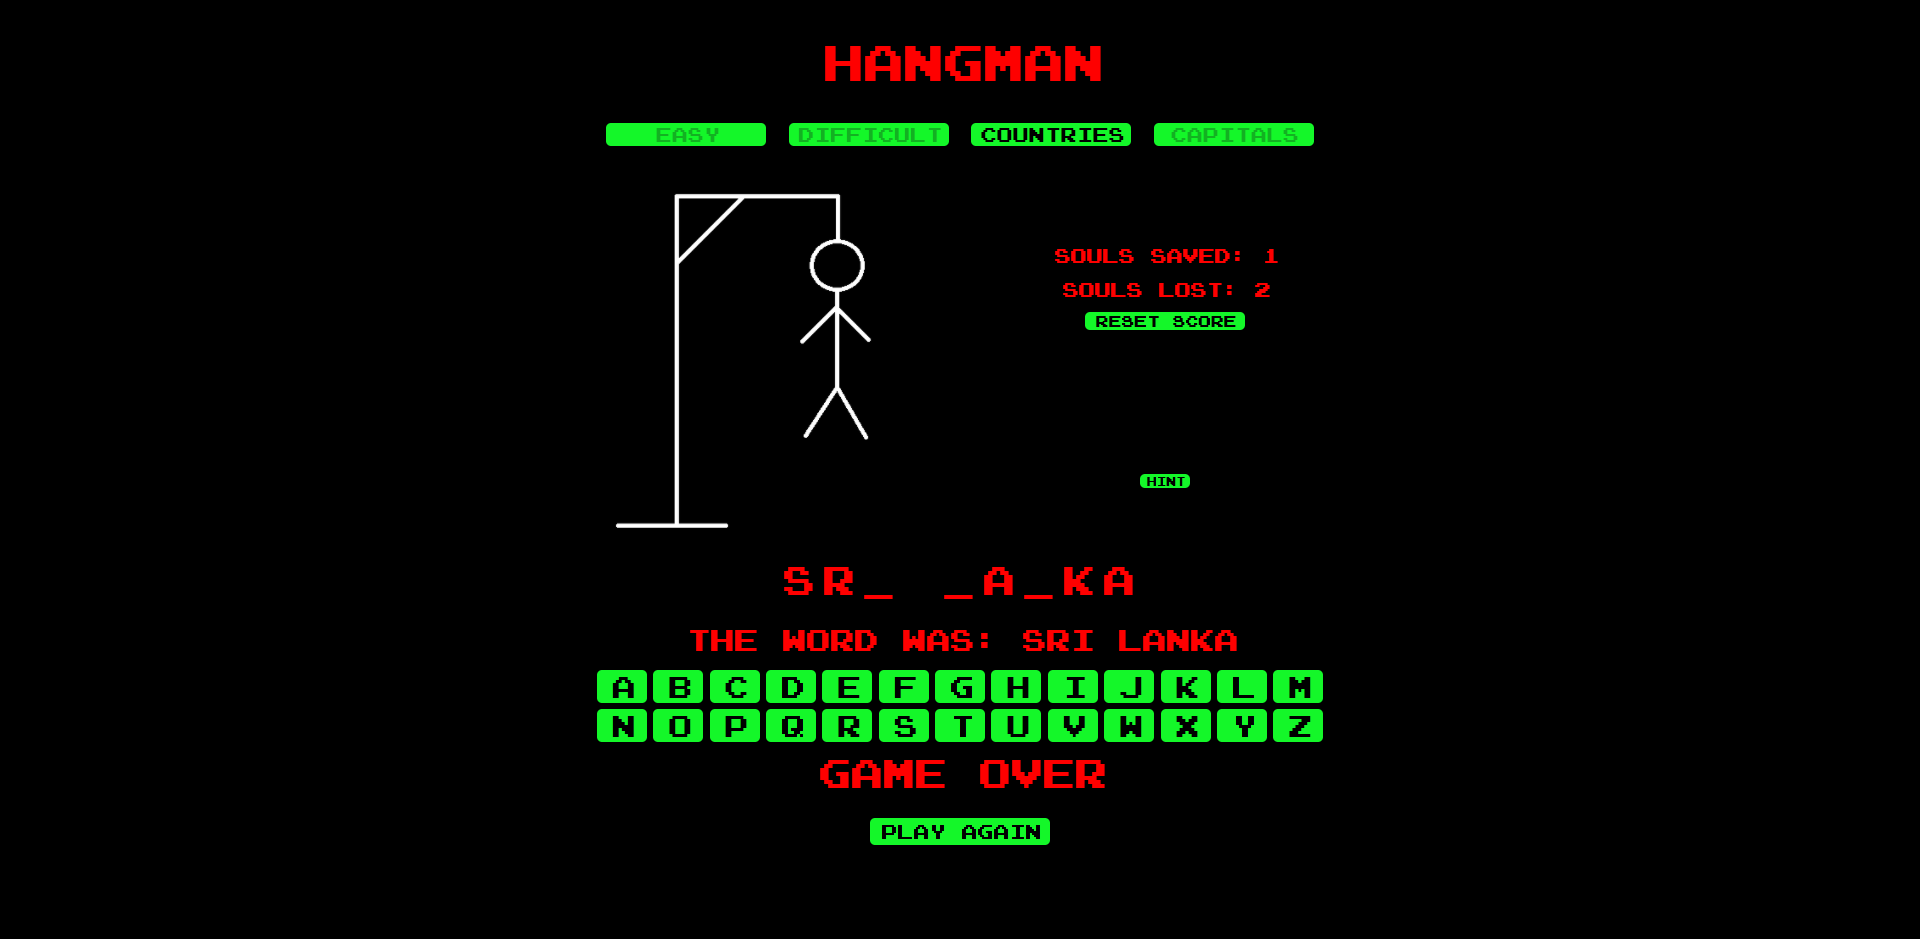 HANGMAN
EASY DIFFICULT COUNTRIES CAPITALS
SOULS SAVED: 1
SOULS LOST: 2
RESET SCORE
HINT
SR_ _A_KA
THE WORD WAS: SRI LANKA
A B C D E F G H I J K L M
N O P Q R S T U V W X Y Z
GAME OVER
PLAY AGAIN